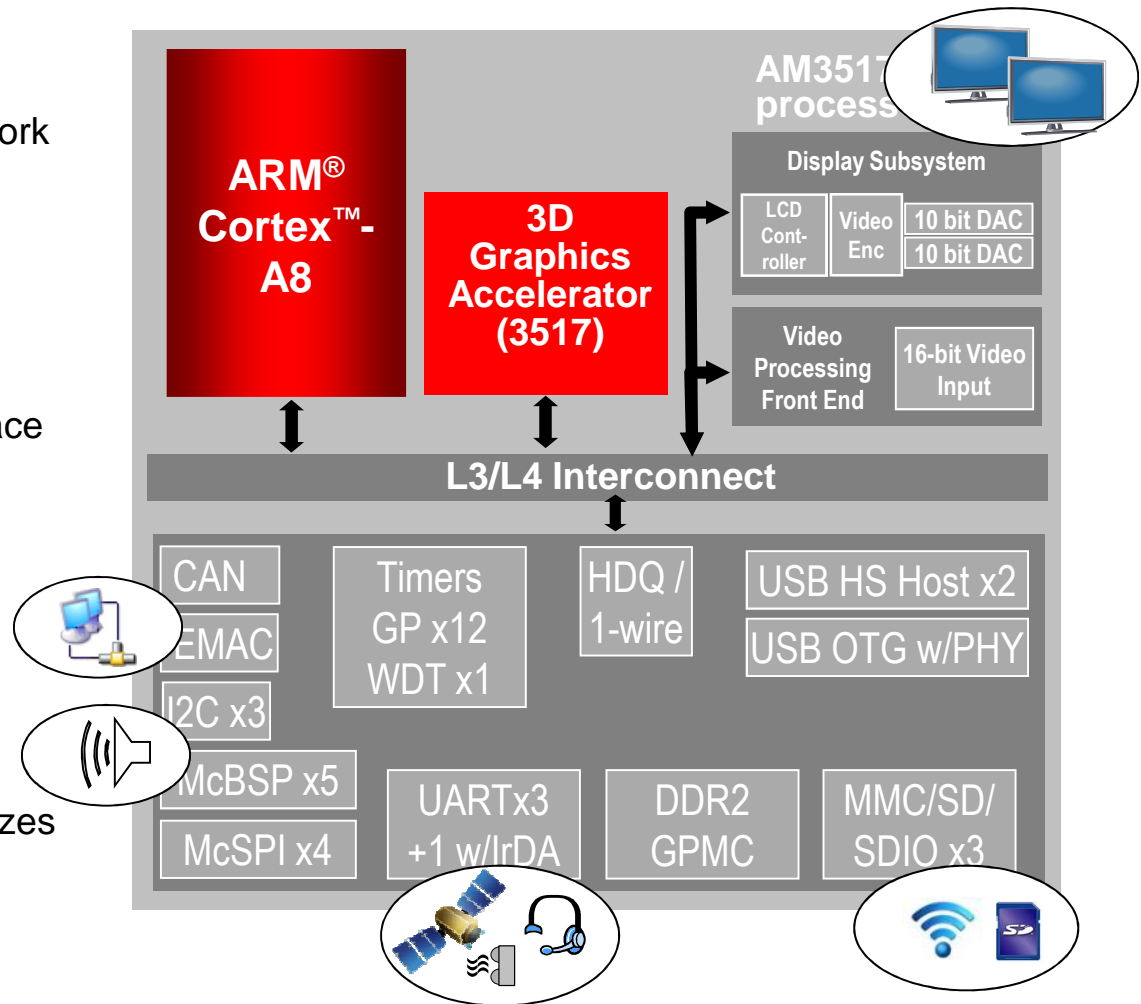 ork
ace
zes
ARM®
Cortex™-
A8
3D
Graphics
Accelerator
(3517)
AM3517
process
Display Subsystem
LCD
Cont-
roller
Video
Enc
10 bit DAC
10 bit DAC
Video
Processing
Front End
16-bit Video
Input
L3/L4 Interconnect
CAN
EMAC
I2C x3
McBSP x5
McSPI x4
Timers
GP x12
WDT x1
HDQ /
1-wire
USB HS Host x2
USB OTG w/PHY
UARTx3
+1 w/IrDA
DDR2
GPMC
MMC/SD/
SDIO x3
SD